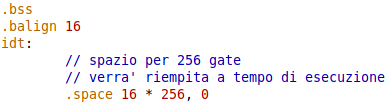 .bss
.balign 16
idt:
        // spazio per 256 gate
        // verra' riempita a tempo di esecuzione
        .space 16 * 256, 0